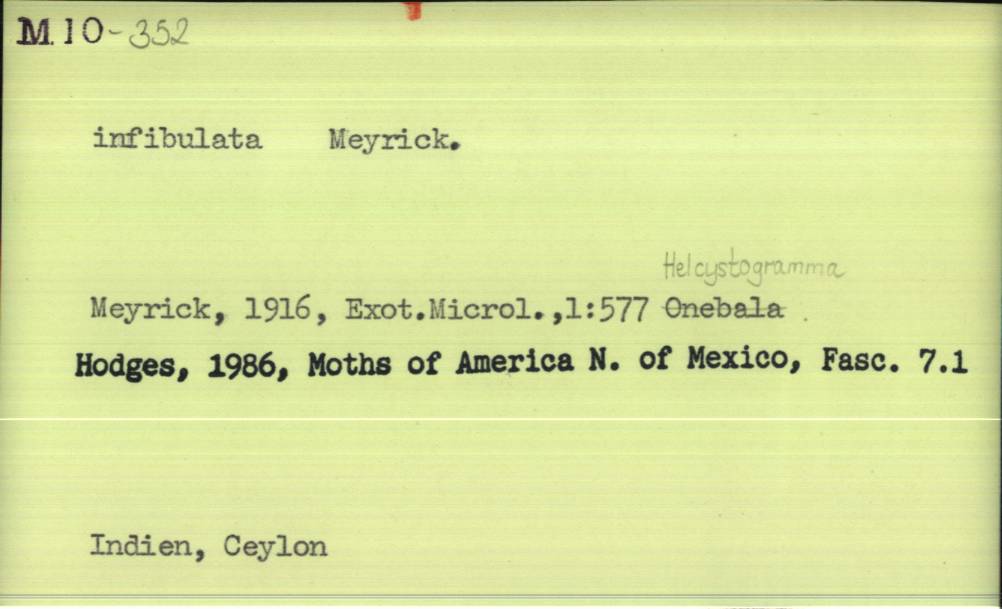 M.10-352
infibulata Meyrick.
Helcystogramma
Meyrick, 1916, Exot.Microl.,1:577 Onebala
Hodges, 1986, Moths of America N. of Mexico, Fasc. 7.1
Indien, Ceylon